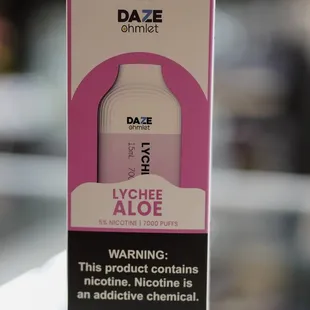 DAZE
ohmlet
DAZE
ohmlet
15mL
LYCHEE
ALOE
5% NICOTINE | 7000 PUFFS
WARNING:
This product contains
nicotine. Nicotine is
an addictive chemical.